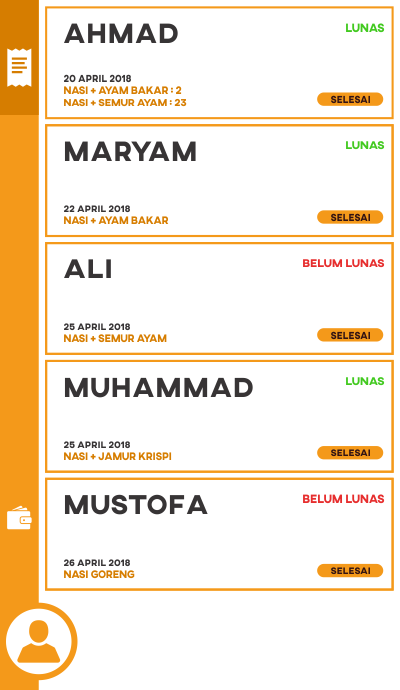 AHMAD
LUNAS
20 APRIL 2018
NASI + AYAM BAKAR : 2
NASI + SEMUR AYAM : 23
SELESAI
MARYAM
LUNAS
22 APRIL 2018
NASI + AYAM BAKAR
SELESAI
ALI
BELUM LUNAS
25 APRIL 2018
NASI + SEMUR AYAM
SELESAI
MUHAMMAD
LUNAS
25 APRIL 2018
NASI + JAMUR KRISPI
SELESAI
MUSTOFA
BELUM LUNAS
26 APRIL 2018
NASI GORENG
SELESAI